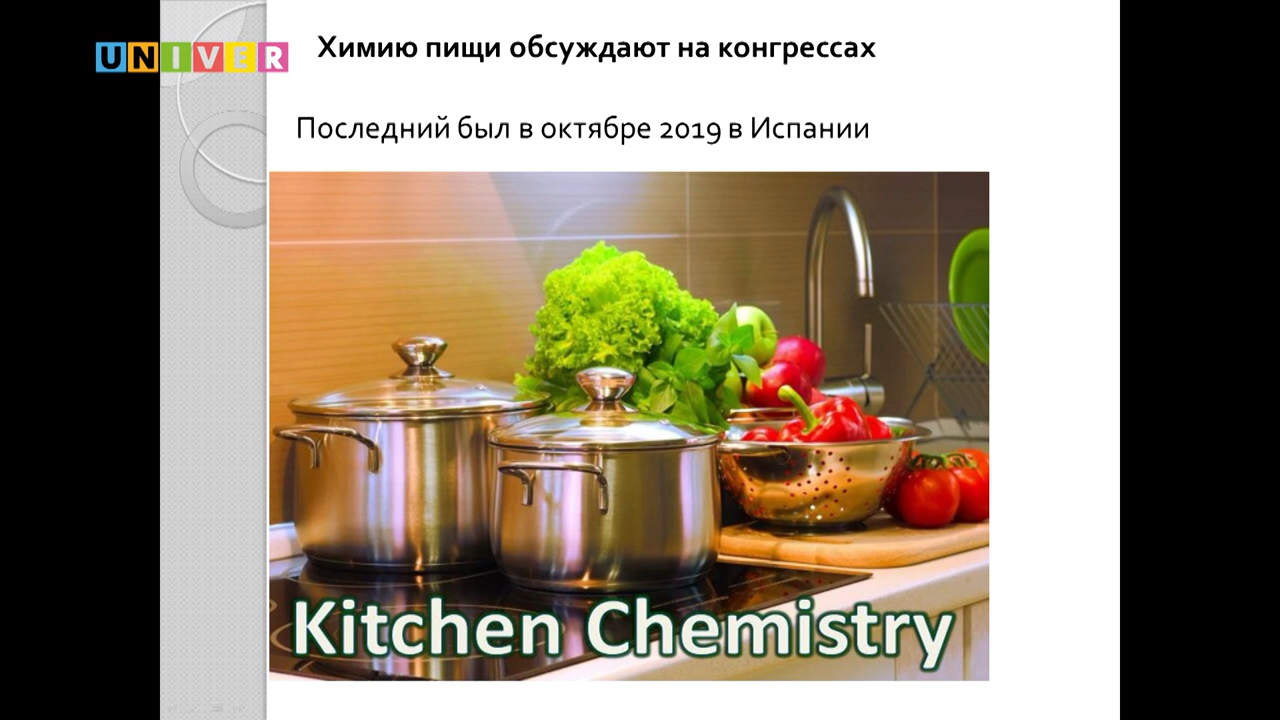 UNIVER
Химию пищи обсуждают на конгрессах
Последний был в октябре 2019 в Испании
Kitchen Chemistry